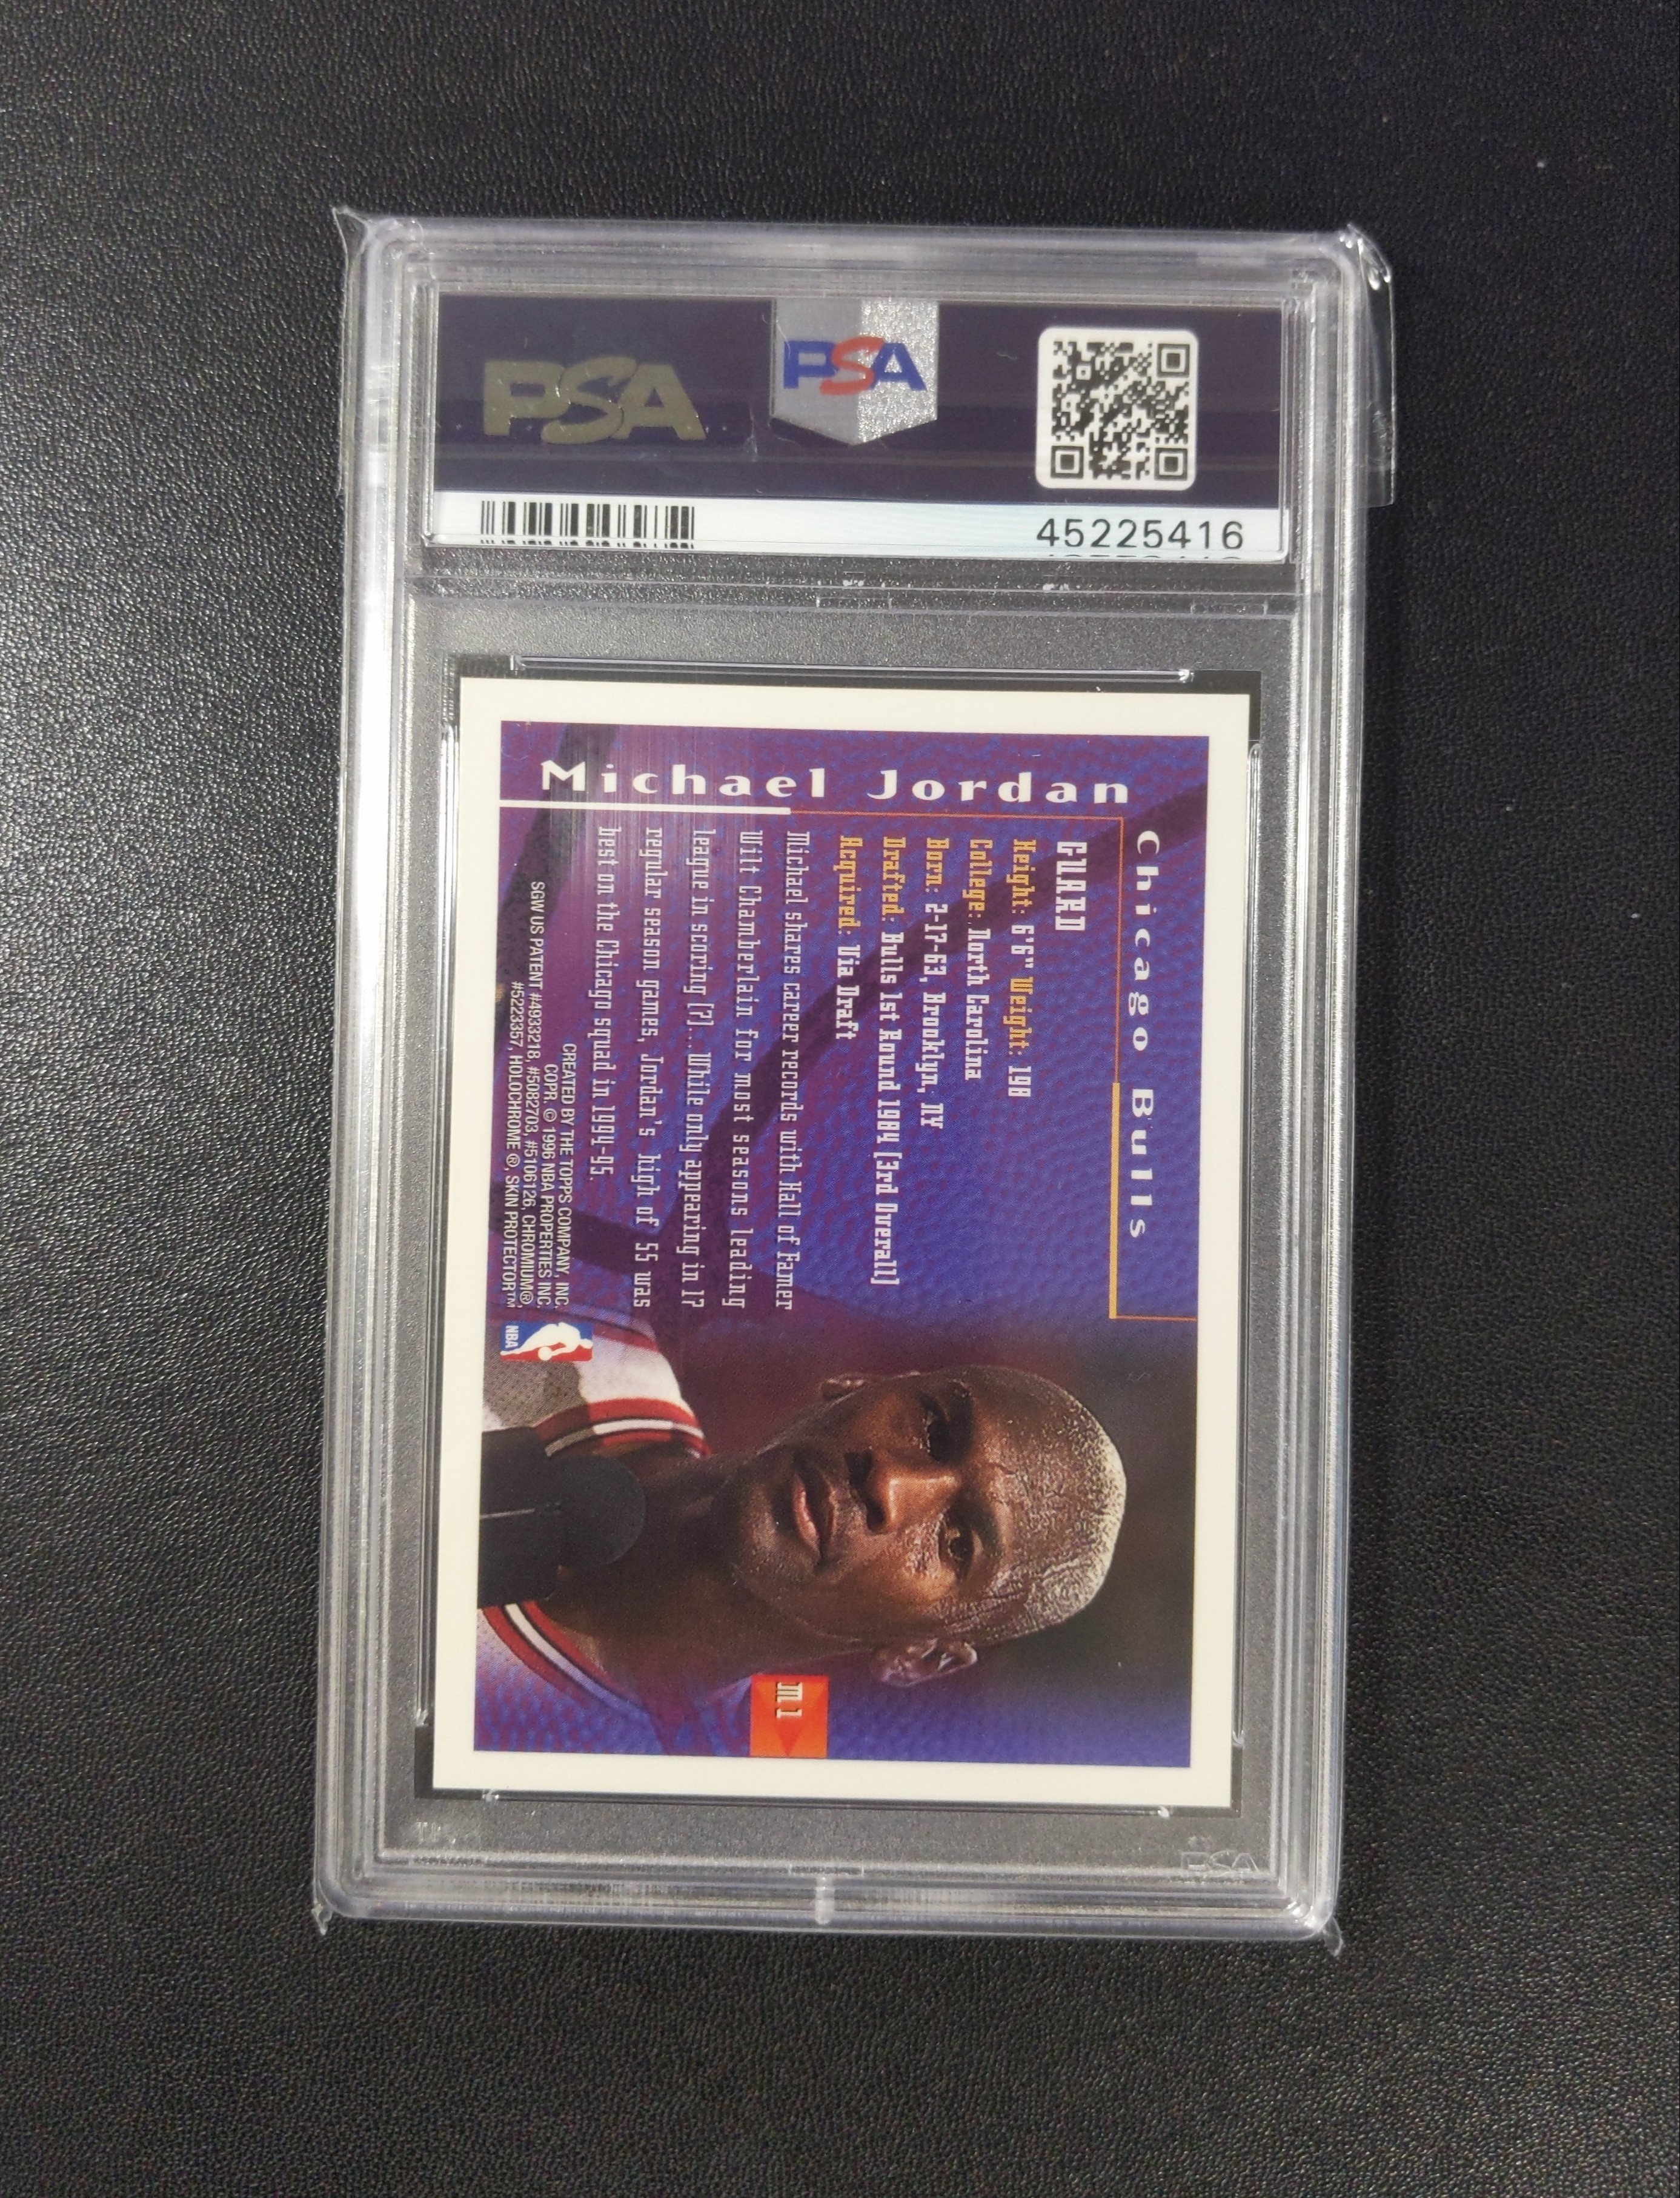 PSA
PSA
45225416
Michael Jordan
Chicago Bulls
GUARD
Height: 6'6" Weight: 198
College: North Carolina
Born: 2-17-63, Brooklyn, NY
Drafted: Bulls 1st Round 1984 (3rd Overall)
Acquired: Via Draft
Michael shares career records with Hall of Famer
Wilt Chamberlain for most seasons leading
league in scoring (7)... While only appearing in 17
regular season games, Jordan's high of 55 was
best on the Chicago squad in 1994-95.
CREATED BY THE TOPPS COMPANY, INC.
COPR. © 1996 NBA PROPERTIES INC.
SGW US PATENT #4933218, #5082703, #5106126, CHROMIUM®,
#5223357, HOLOCHROME ®, SKIN PROTECTOR™
NBA
M1
PSA